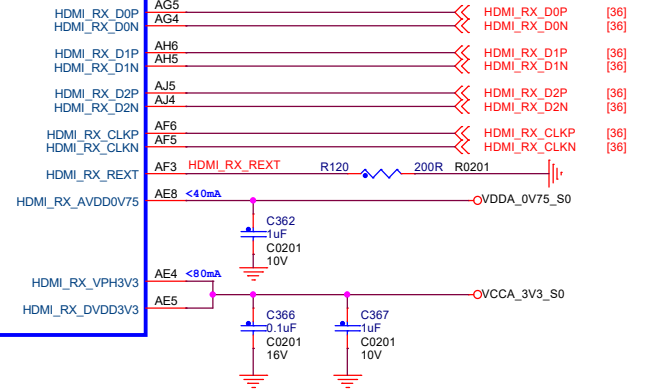 HDMI_RX_D0P AG5 HDMI_RX_D0P [36]
HDMI_RX_D0N AG4 HDMI_RX_D0N [36]
HDMI_RX_D1P AH6 HDMI_RX_D1P [36]
HDMI_RX_D1N AH5 HDMI_RX_D1N [36]
HDMI_RX_D2P AJ5 HDMI_RX_D2P [36]
HDMI_RX_D2N AJ4 HDMI_RX_D2N [36]
HDMI_RX_CLKP AF6 HDMI_RX_CLKP [36]
HDMI_RX_CLKN AF5 HDMI_RX_CLKN [36]
HDMI_RX_REXT AF3 HDMI_RX_REXT R120 200R R0201
HDMI_RX_AVDD0V75 AE8 <40mA VDDA_0V75_S0
C362
1uF
C0201
10V
HDMI_RX_VPH3V3 AE4 <80mA
VCCA_3V3_S0
HDMI_RX_DVDD3V3 AE5
C366 C367
0.1uF 1uF
C0201 C0201
16V 10V